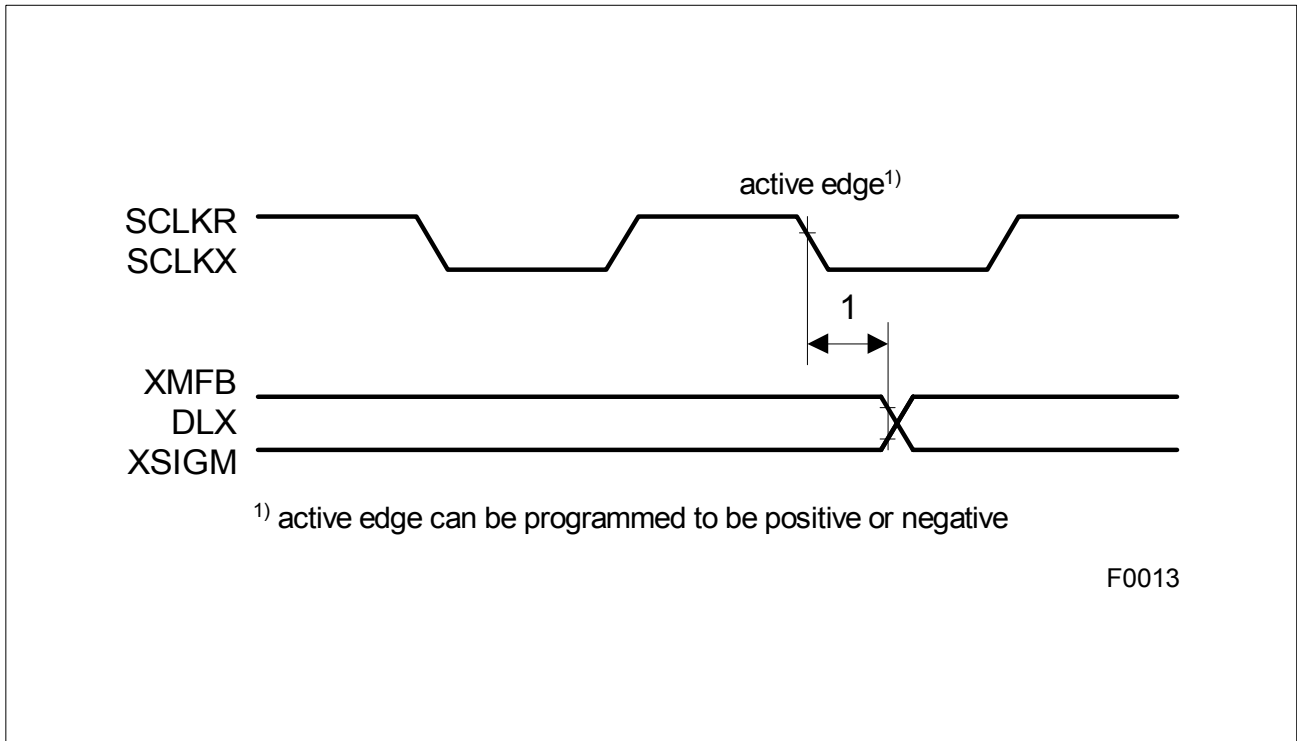 active edge1)
SCLKR
SCLKX
1
XMFB
DLX
XSIGM
1) active edge can be programmed to be positive or negative
F0013